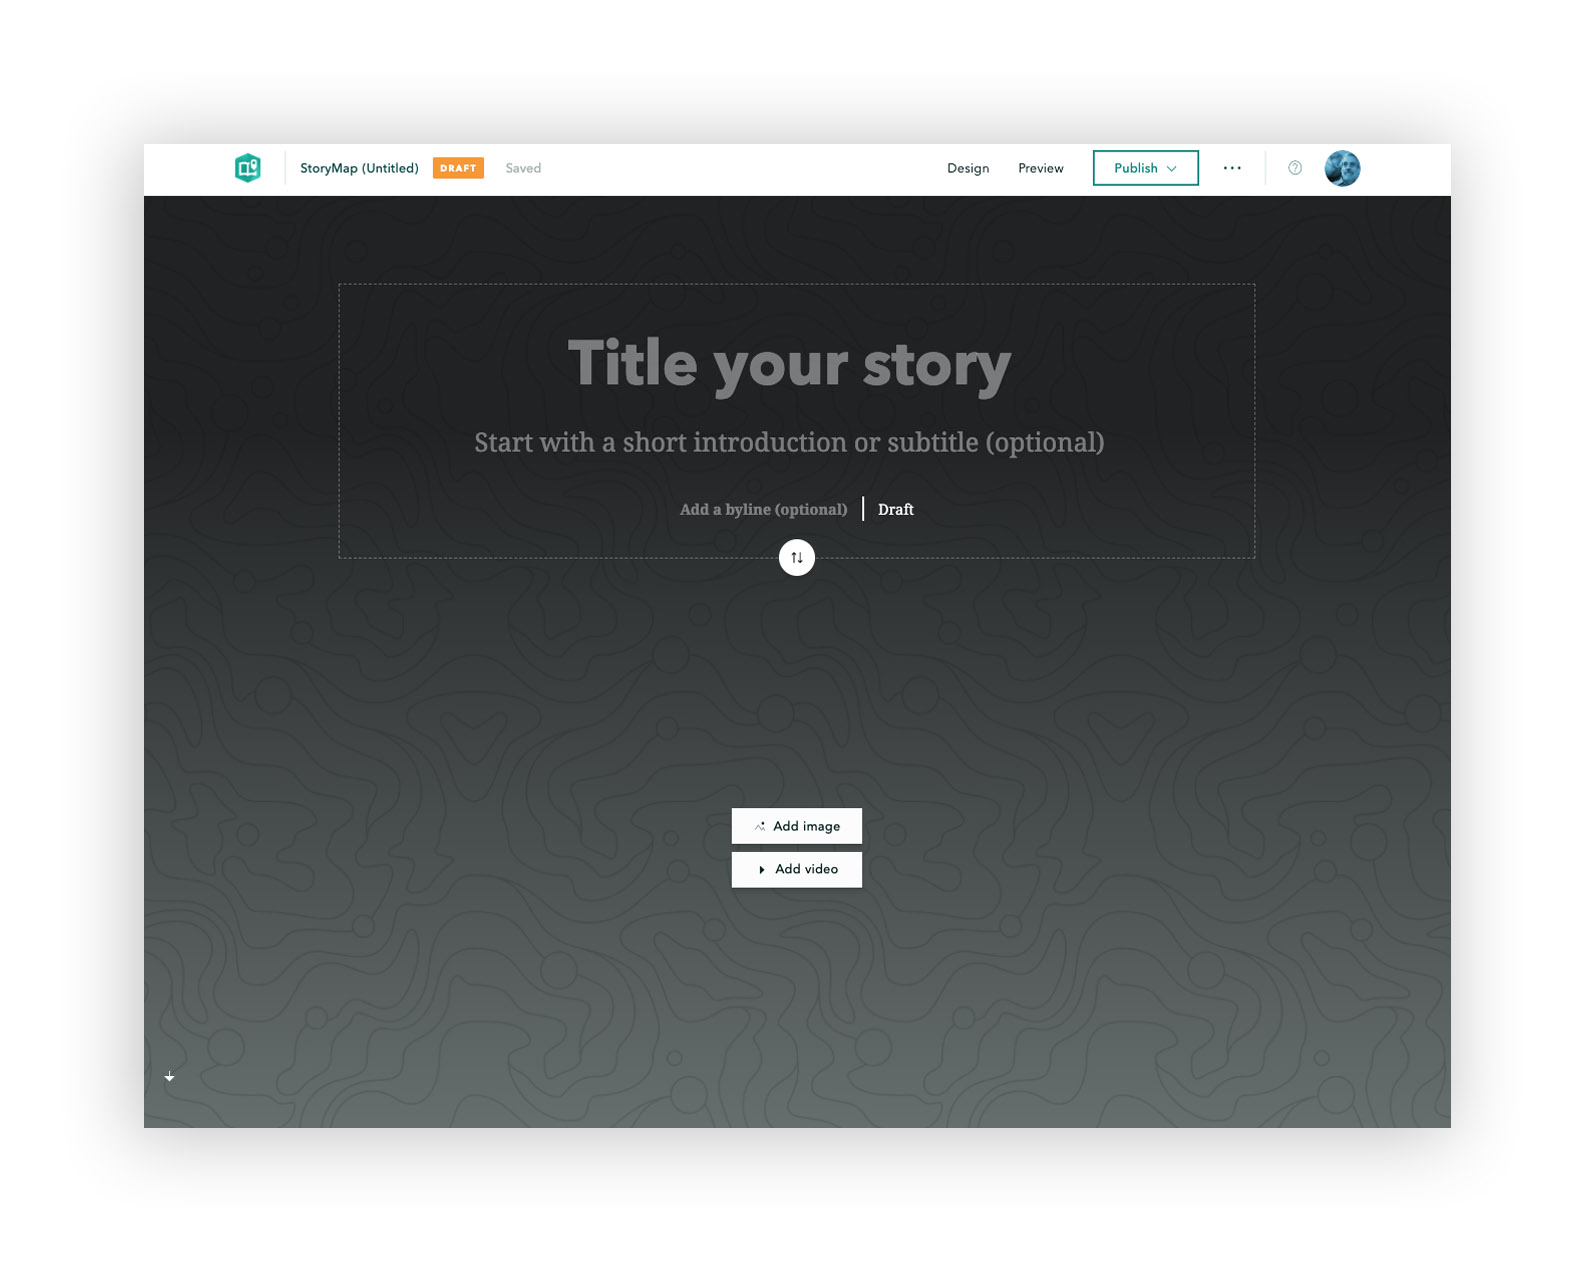 StoryMap (Untitled) DRAFT Saved Design Preview Publish
Title your story
Start with a short introduction or subtitle (optional)
Add a byline (optional) Draft
Add image
Add video